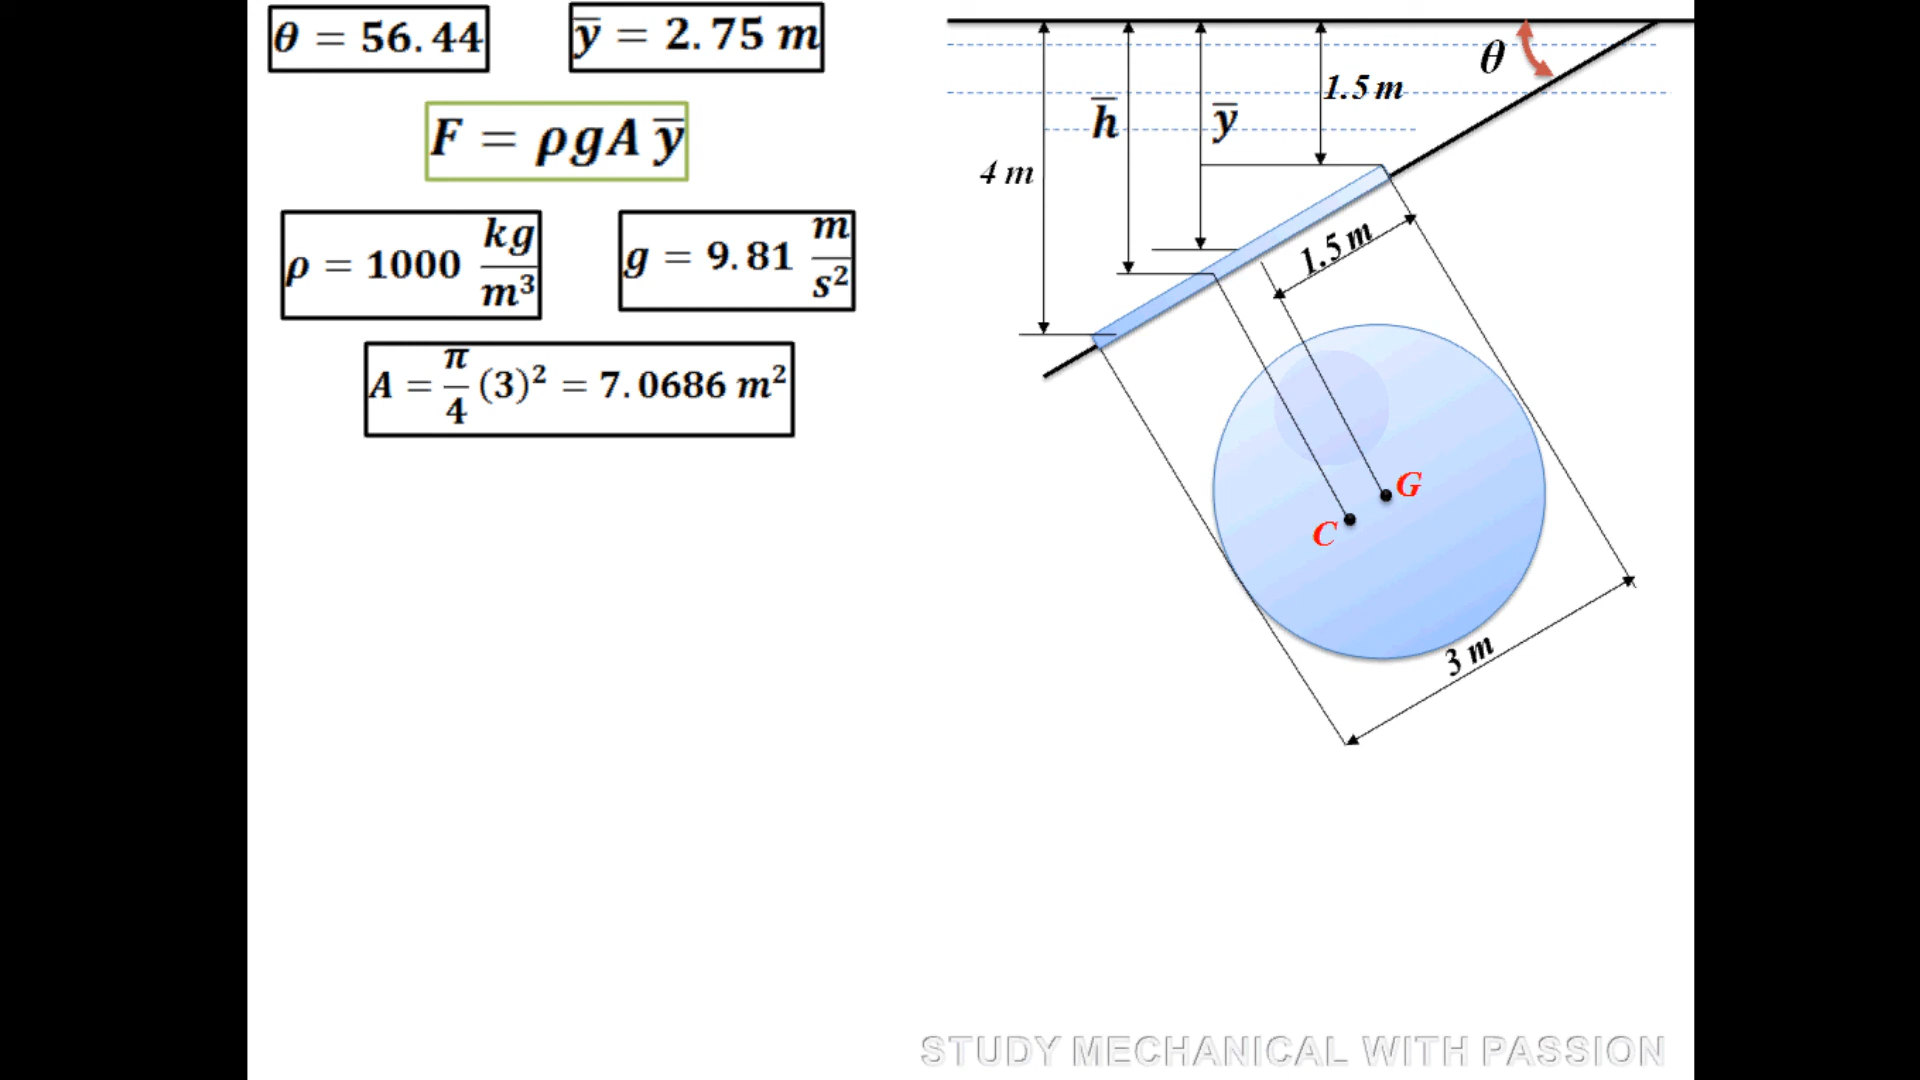 θ = 56.44
y̅ = 2.75 m
F = ρgA y̅
ρ = 1000 kg/m³
g = 9.81 m/s²
A = π/4 (3)² = 7.0686 m²
θ
1.5 m
h̅
y̅
4 m
1.5 m
G
C
3 m
STUDY MECHANICAL WITH PASSION